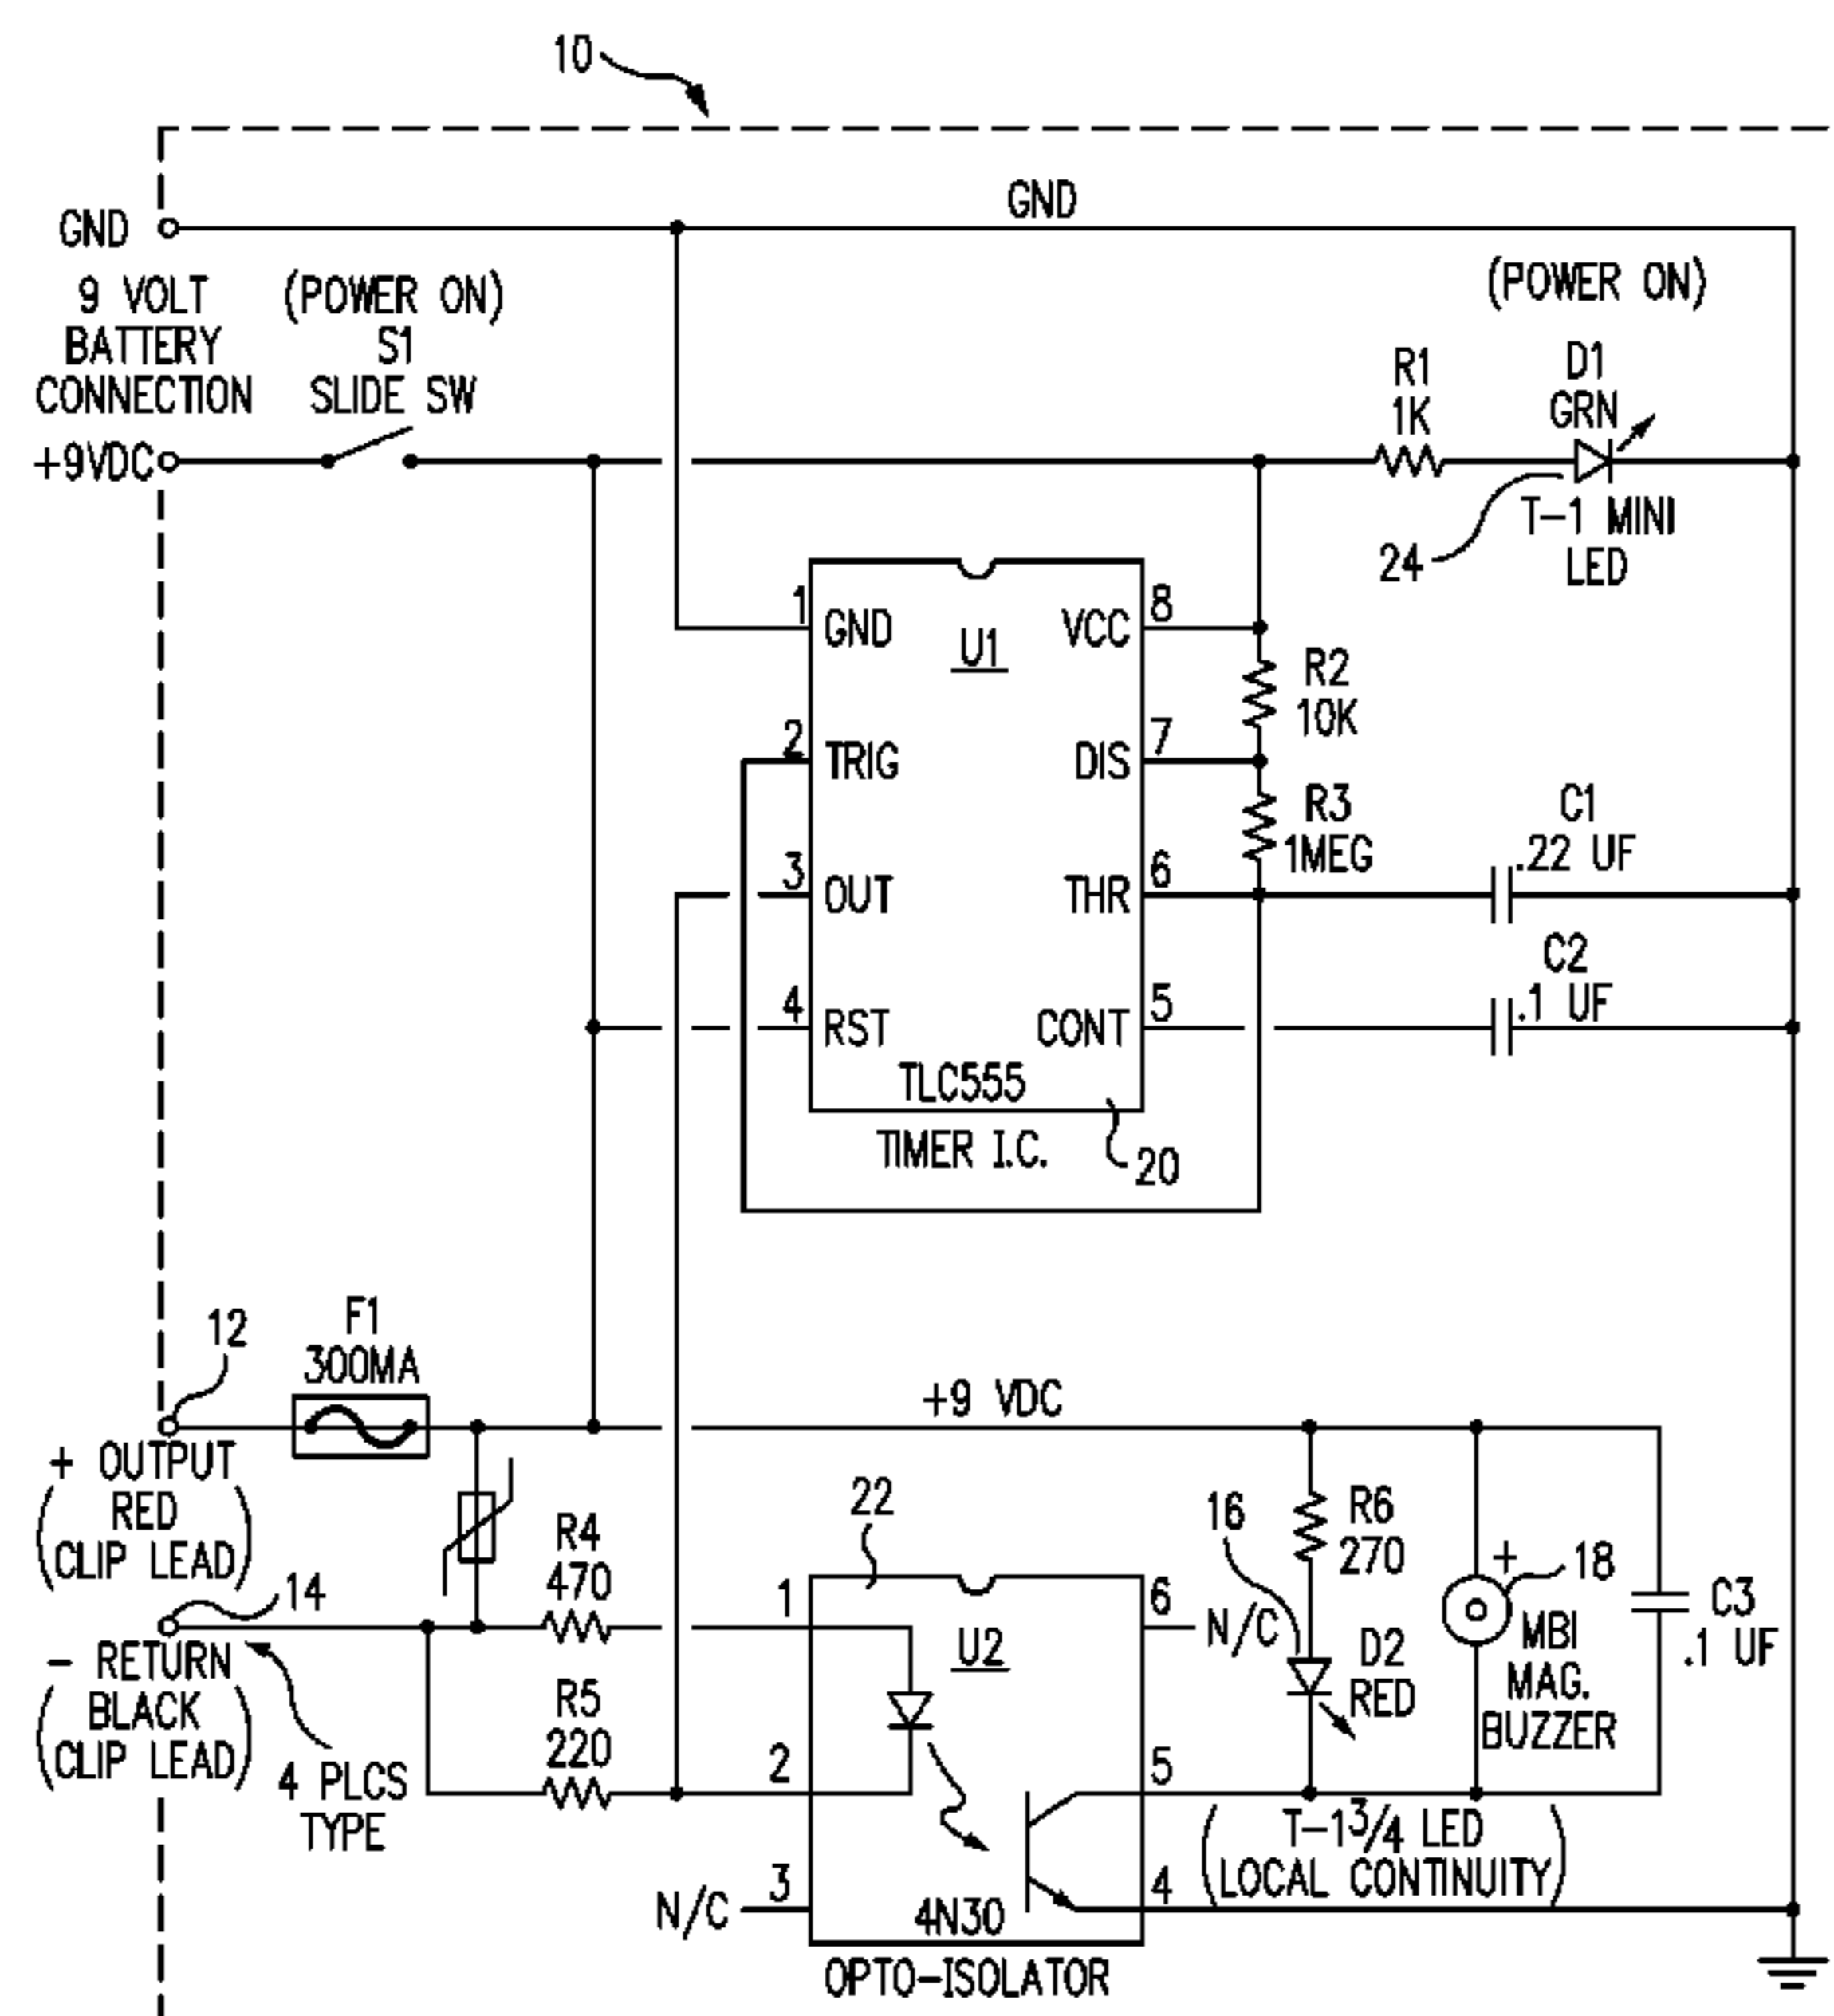 10
GND
GND
9 VOLT
BATTERY
CONNECTION
(POWER ON)
S1
SLIDE SW
+9VDC
(POWER ON)
R1
1K
D1
GRN
T-1 MINI
LED
24
1
GND
U1
VCC
8
R2
10K
2
TRIG
DIS
7
R3
1MEG
C1
.22 UF
3
OUT
THR
6
C2
.1 UF
4
RST
CONT
5
TLC555
TIMER I.C.
20
12
F1
300MA
+9 VDC
+ OUTPUT
(RED
CLIP LEAD)
14
- RETURN
(BLACK
CLIP LEAD)
4 PLCS
TYPE
R4
470
R5
220
22
1
U2
6
N/C
2
5
N/C
3
4
4N30
OPTO-ISOLATOR
16
R6
270
D2
RED
+
18
MBI
MAG.
BUZZER
C3
.1 UF
(T-1 3/4 LED
LOCAL CONTINUITY)